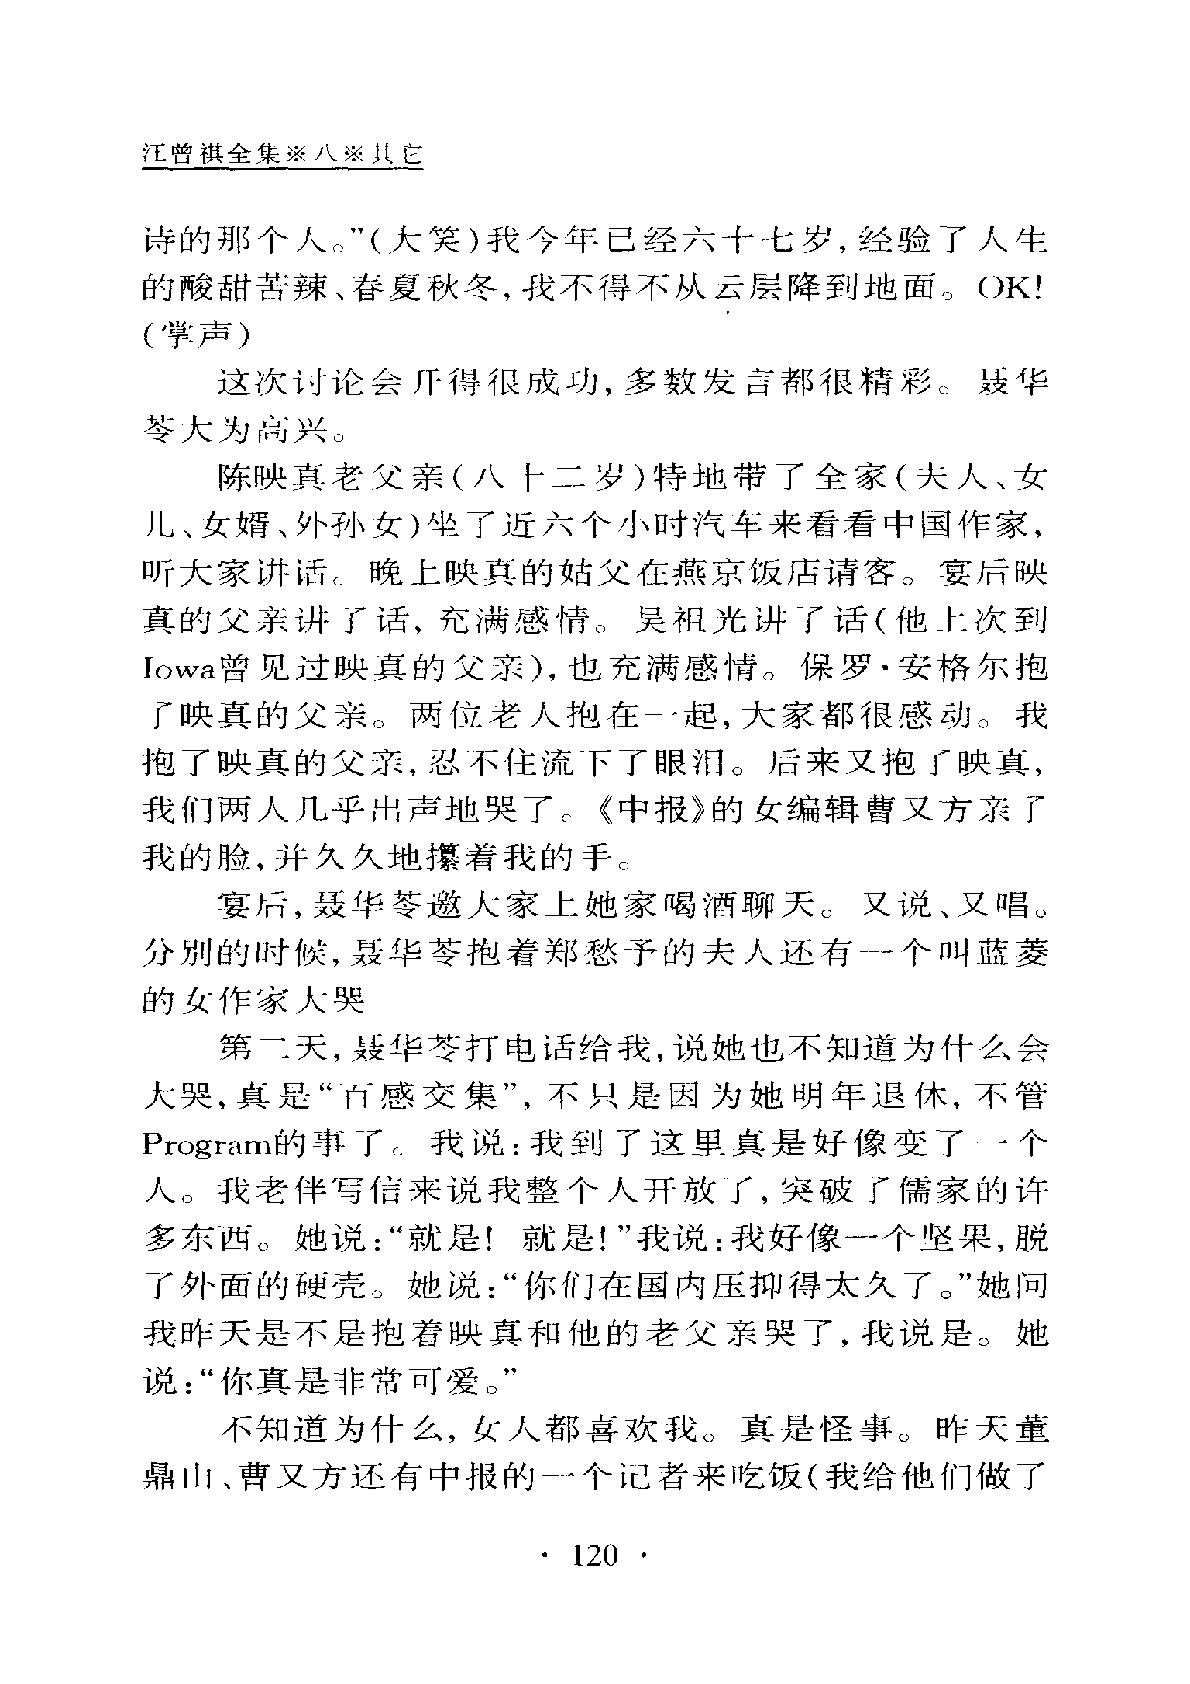 汪曾祺全集※八※其它
诗的那个人。”(大笑)我今年已经六十七岁,经验了人生
的酸甜苦辣、春夏秋冬,我不得不从云层降到地面。OK!
(掌声)
这次讨论会开得很成功,多数发言都很精彩。聂华
苓大为高兴。
陈映真老父亲(八十二岁)特地带了全家(夫人、女
儿、女婿、外孙女)坐了近六个小时汽车来看看中国作家,
听大家讲话。晚上映真的姑父在燕京饭店请客。宴后映
真的父亲讲了话,充满感情。吴祖光讲了话(他上次到
Iowa曾见过映真的父亲),也充满感情。保罗·安格尔抱
了映真的父亲。两位老人抱在一起,大家都很感动。我
抱了映真的父亲,忍不住流下了眼泪。后来又抱了映真,
我们两人几乎出声地哭了。《中报》的女编辑曹又方亲了
我的脸,并久久地攥着我的手。
宴后,聂华苓邀大家上她家喝酒聊天。又说、又唱。
分别的时候,聂华苓抱着郑愁予的夫人还有一个叫蓝菱
的女作家大哭
第二天,聂华苓打电话给我,说她也不知道为什么会
大哭,真是“百感交集”,不只是因为她明年退休,不管
Program的事了。我说:我到了这里真是好像变了一个
人。我老伴写信来说我整个人开放了,突破了儒家的许
多东西。她说:“就是!就是!”我说:我好像一个坚果,脱
了外面的硬壳。她说:“你们在国内压抑得太久了。”她问
我昨天是不是抱着映真和他的老父亲哭了,我说是。她
说:“你真是非常可爱。”
不知道为什么,女人都喜欢我。真是怪事。昨天董
鼎山、曹又方还有中报的一个记者来吃饭(我给他们做了
· 120 ·